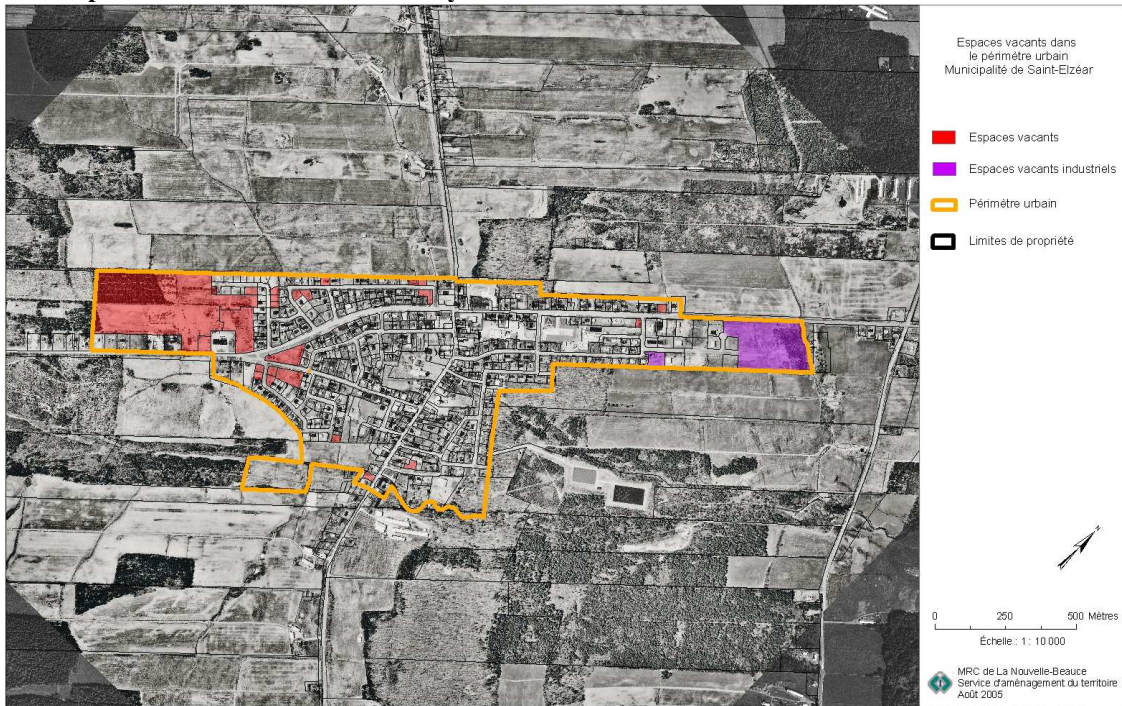 Espaces vacants dans
le périmètre urbain
Municipalité de Saint-Elzéar
Espaces vacants
Espaces vacants industriels
Périmètre urbain
Limites de propriété
0 250 500 Mètres
Échelle : 1 : 10 000
MRC de La Nouvelle-Beauce
Service d'aménagement du territoire
Août 2005